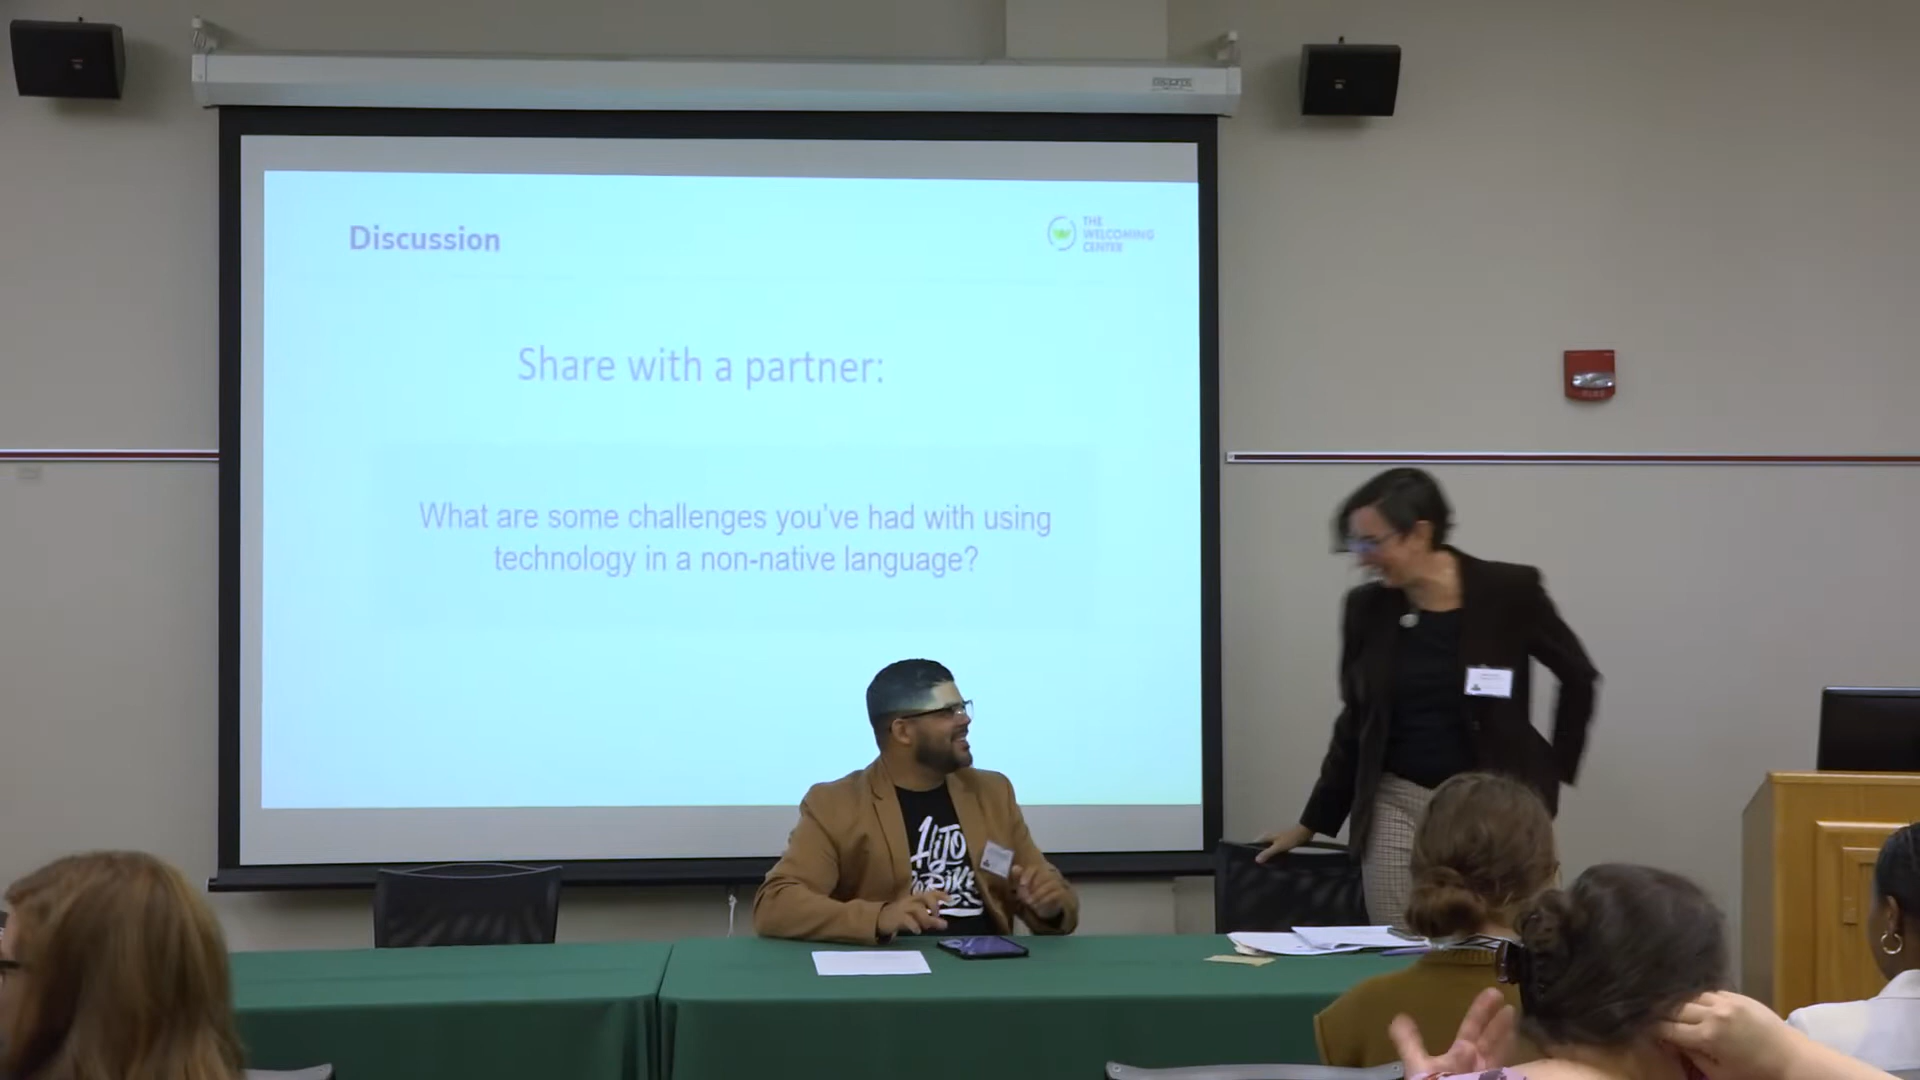 Discussion
THE
WELCOMING
CENTER
Share with a partner:
What are some challenges you've had with using
technology in a non-native language?
HIJO